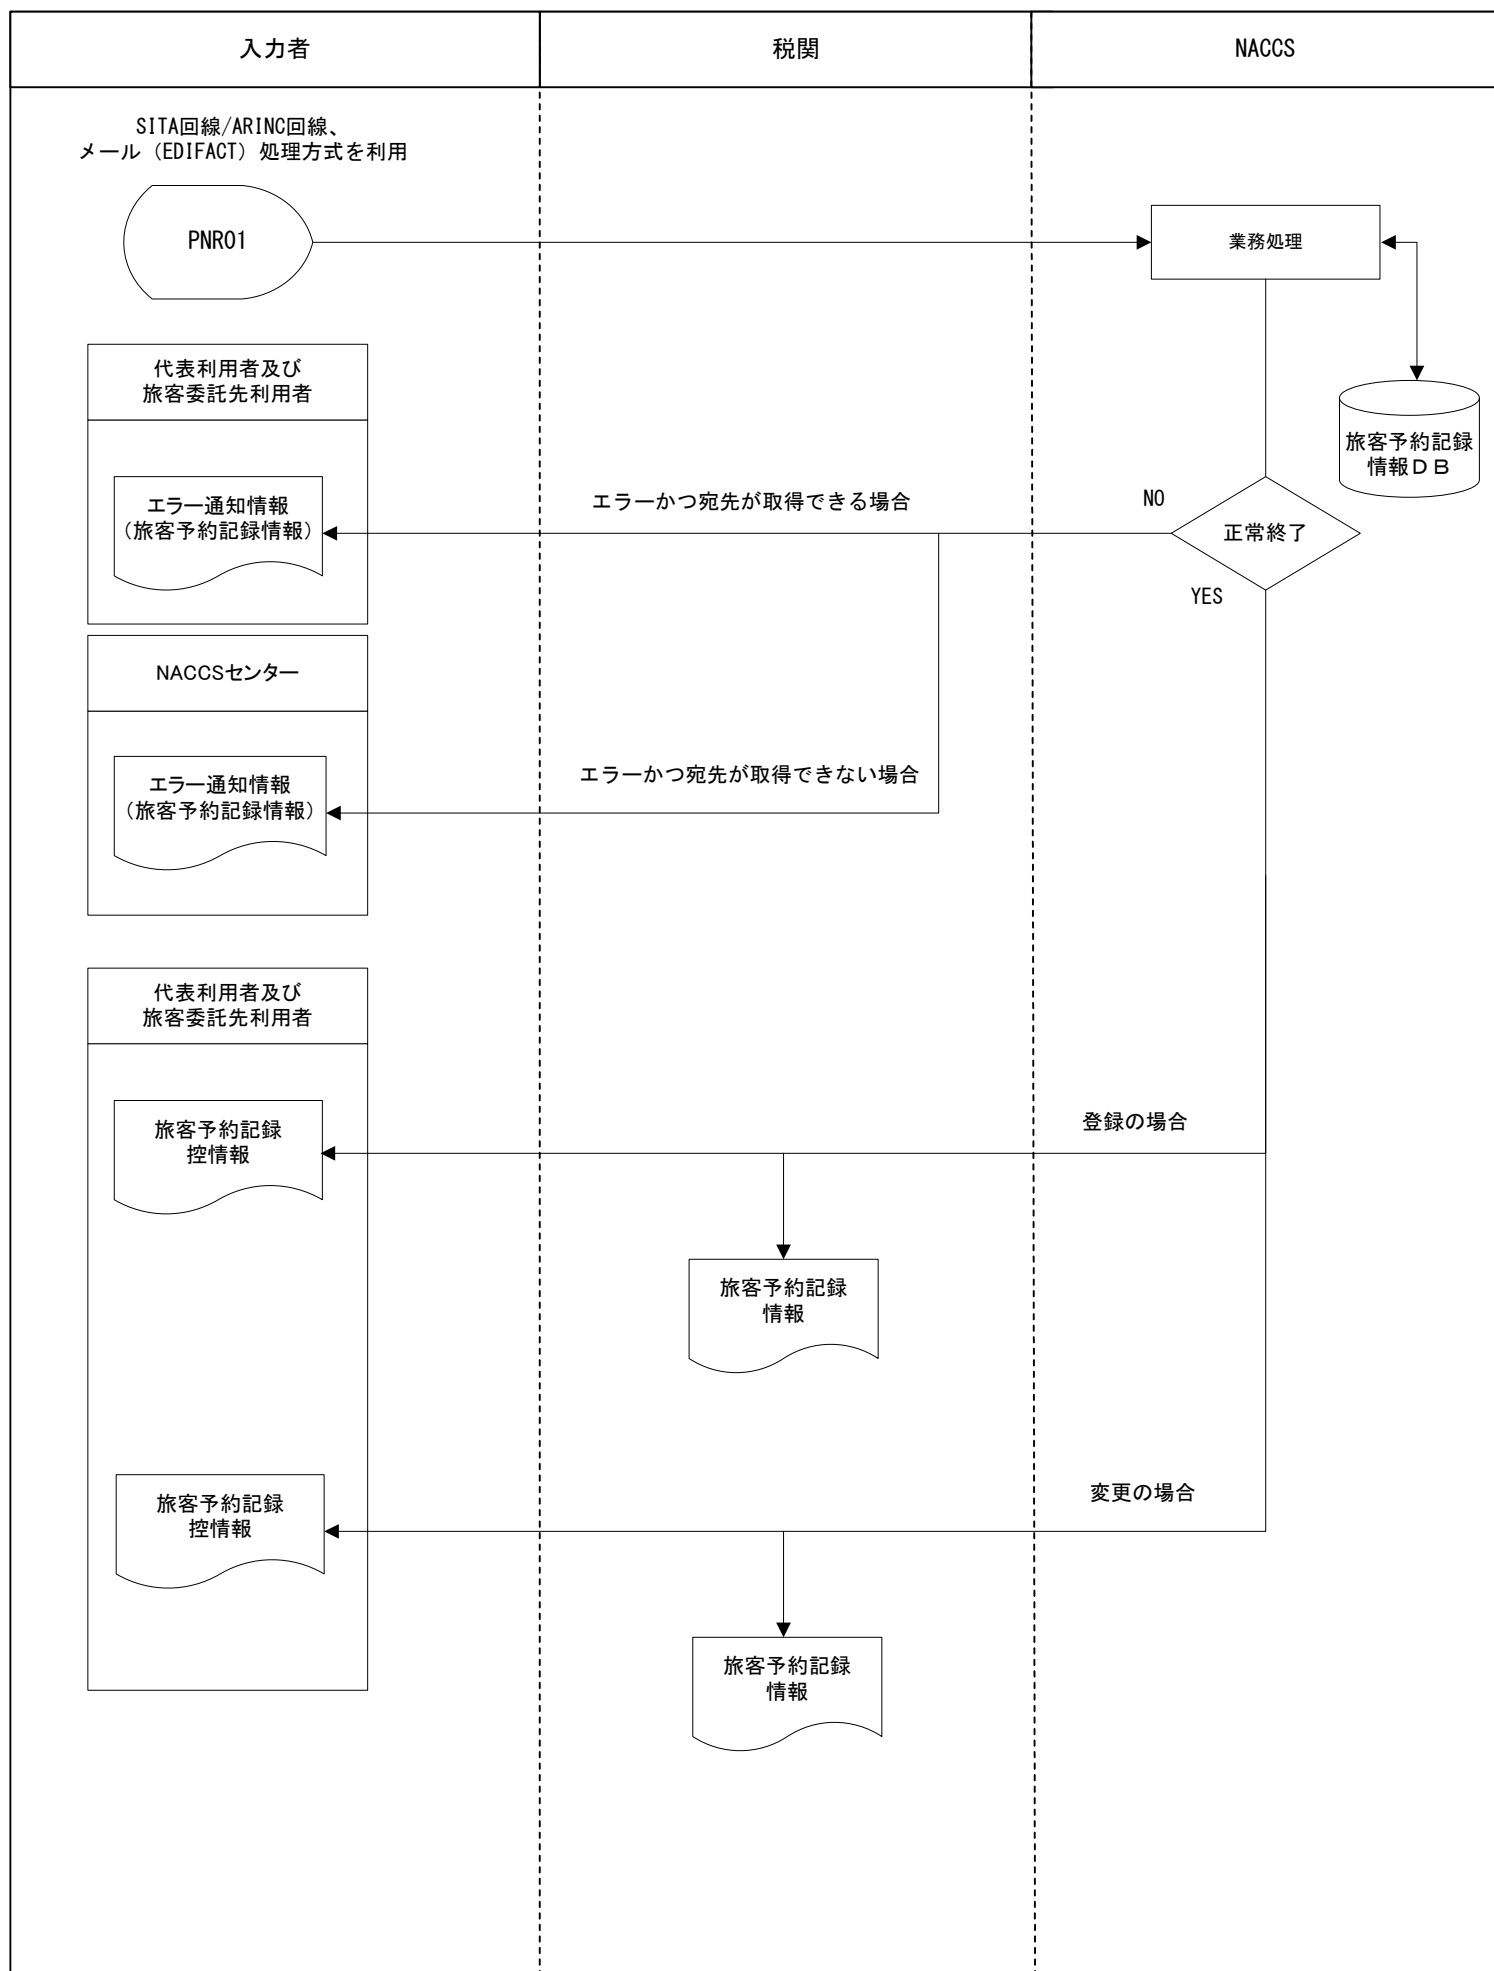 入力者
税関
NACCS
SITA回線/ARINC回線、
メール（EDIFACT）処理方式を利用
PNR01
業務処理
代表利用者及び
旅客委託先利用者
旅客予約記録
情報ＤＢ
エラー通知情報
（旅客予約記録情報）
エラーかつ宛先が取得できる場合
NO
正常終了
YES
NACCSセンター
エラー通知情報
（旅客予約記録情報）
エラーかつ宛先が取得できない場合
代表利用者及び
旅客委託先利用者
旅客予約記録
控情報
登録の場合
旅客予約記録
情報
旅客予約記録
控情報
変更の場合
旅客予約記録
情報